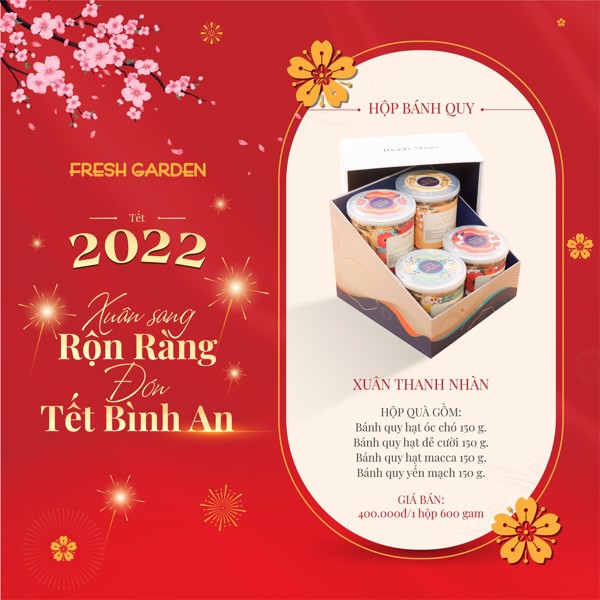 FRESH GARDEN
Tết
2022
Xuân sang
Rộn Ràng
Đón
Tết Bình An
HỘP BÁNH QUY
Thanh Nhàn
XUÂN THANH NHÀN
HỘP QUÀ GỒM:
Bánh quy hạt óc chó 150 g.
Bánh quy hạt dẻ cười 150 g.
Bánh quy hạt macca 150 g.
Bánh quy yến mạch 150 g.
GIÁ BÁN:
400.000đ/1 hộp 600 gam